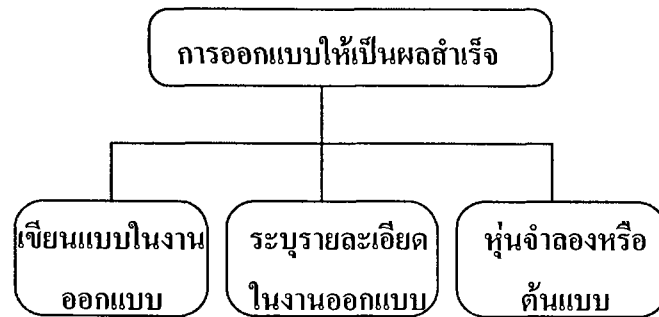 การออกแบบให้เป็นผลสำเร็จ
เขียนแบบในงาน
ออกแบบ
ระบุรายละเอียด
ในงานออกแบบ
หุ่นจำลองหรือ
ต้นแบบ